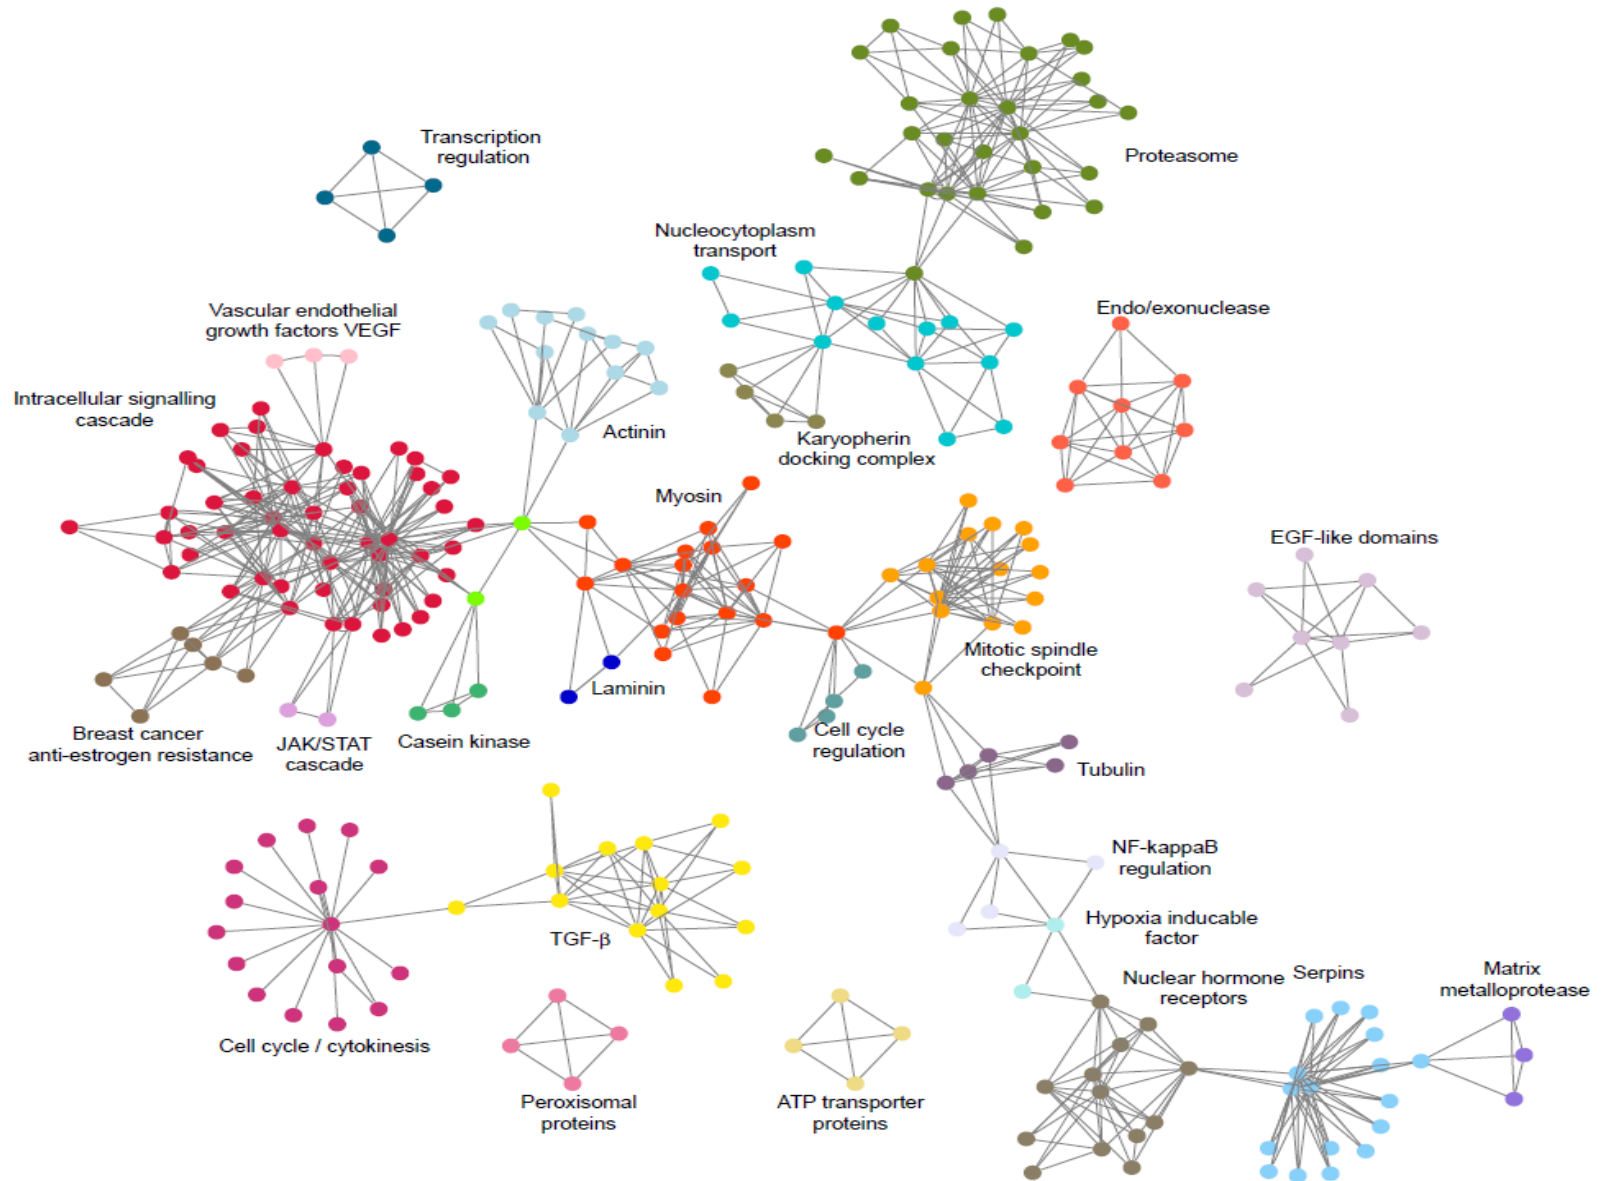 Transcription
regulation
Proteasome
Nucleocytoplasm
transport
Vascular endothelial
growth factors VEGF
Endo/exonuclease
Intracellular signalling
cascade
Actinin
Karyopherin
docking complex
Myosin
EGF-like domains
Mitotic spindle
checkpoint
Laminin
Breast cancer
anti-estrogen resistance
JAK/STAT
cascade
Casein kinase
Cell cycle
regulation
Tubulin
NF-kappaB
regulation
Hypoxia inducable
factor
TGF-β
Nuclear hormone
receptors
Serpins
Matrix
metalloprotease
Cell cycle / cytokinesis
Peroxisomal
proteins
ATP transporter
proteins